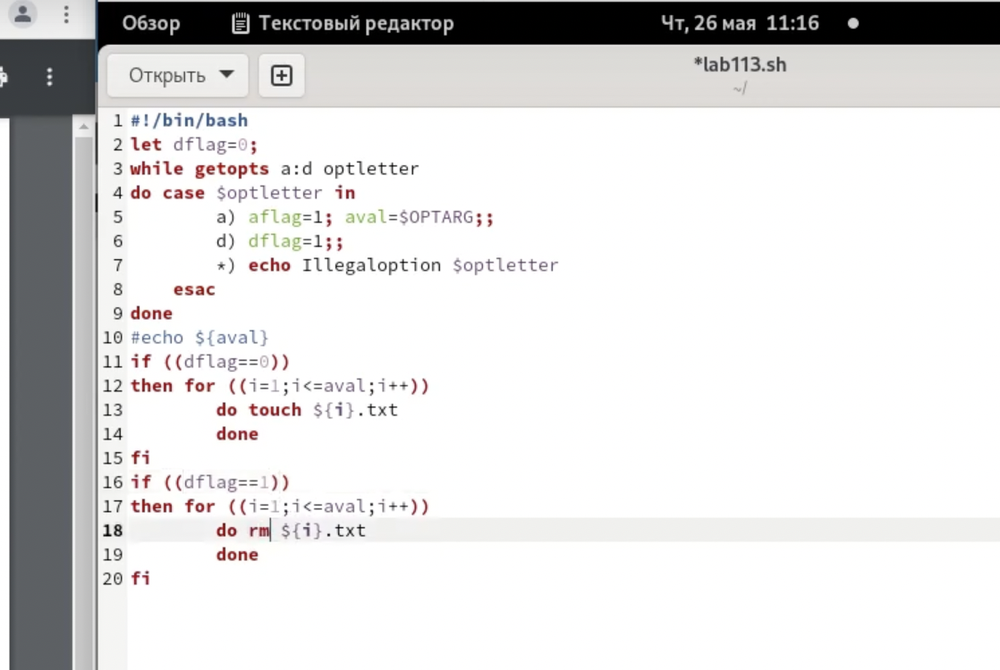 Обзор Текстовый редактор Чт, 26 мая 11:16
Открыть *lab113.sh
~/
1 #!/bin/bash
2 let dflag=0;
3 while getopts a:d optletter
4 do case $optletter in
5         a) aflag=1; aval=$OPTARG;;
6         d) dflag=1;;
7         *) echo Illegaloption $optletter
8     esac
9 done
10 #echo ${aval}
11 if ((dflag==0))
12 then for ((i=1;i<=aval;i++))
13         do touch ${i}.txt
14         done
15 fi
16 if ((dflag==1))
17 then for ((i=1;i<=aval;i++))
18         do rm ${i}.txt
19         done
20 fi